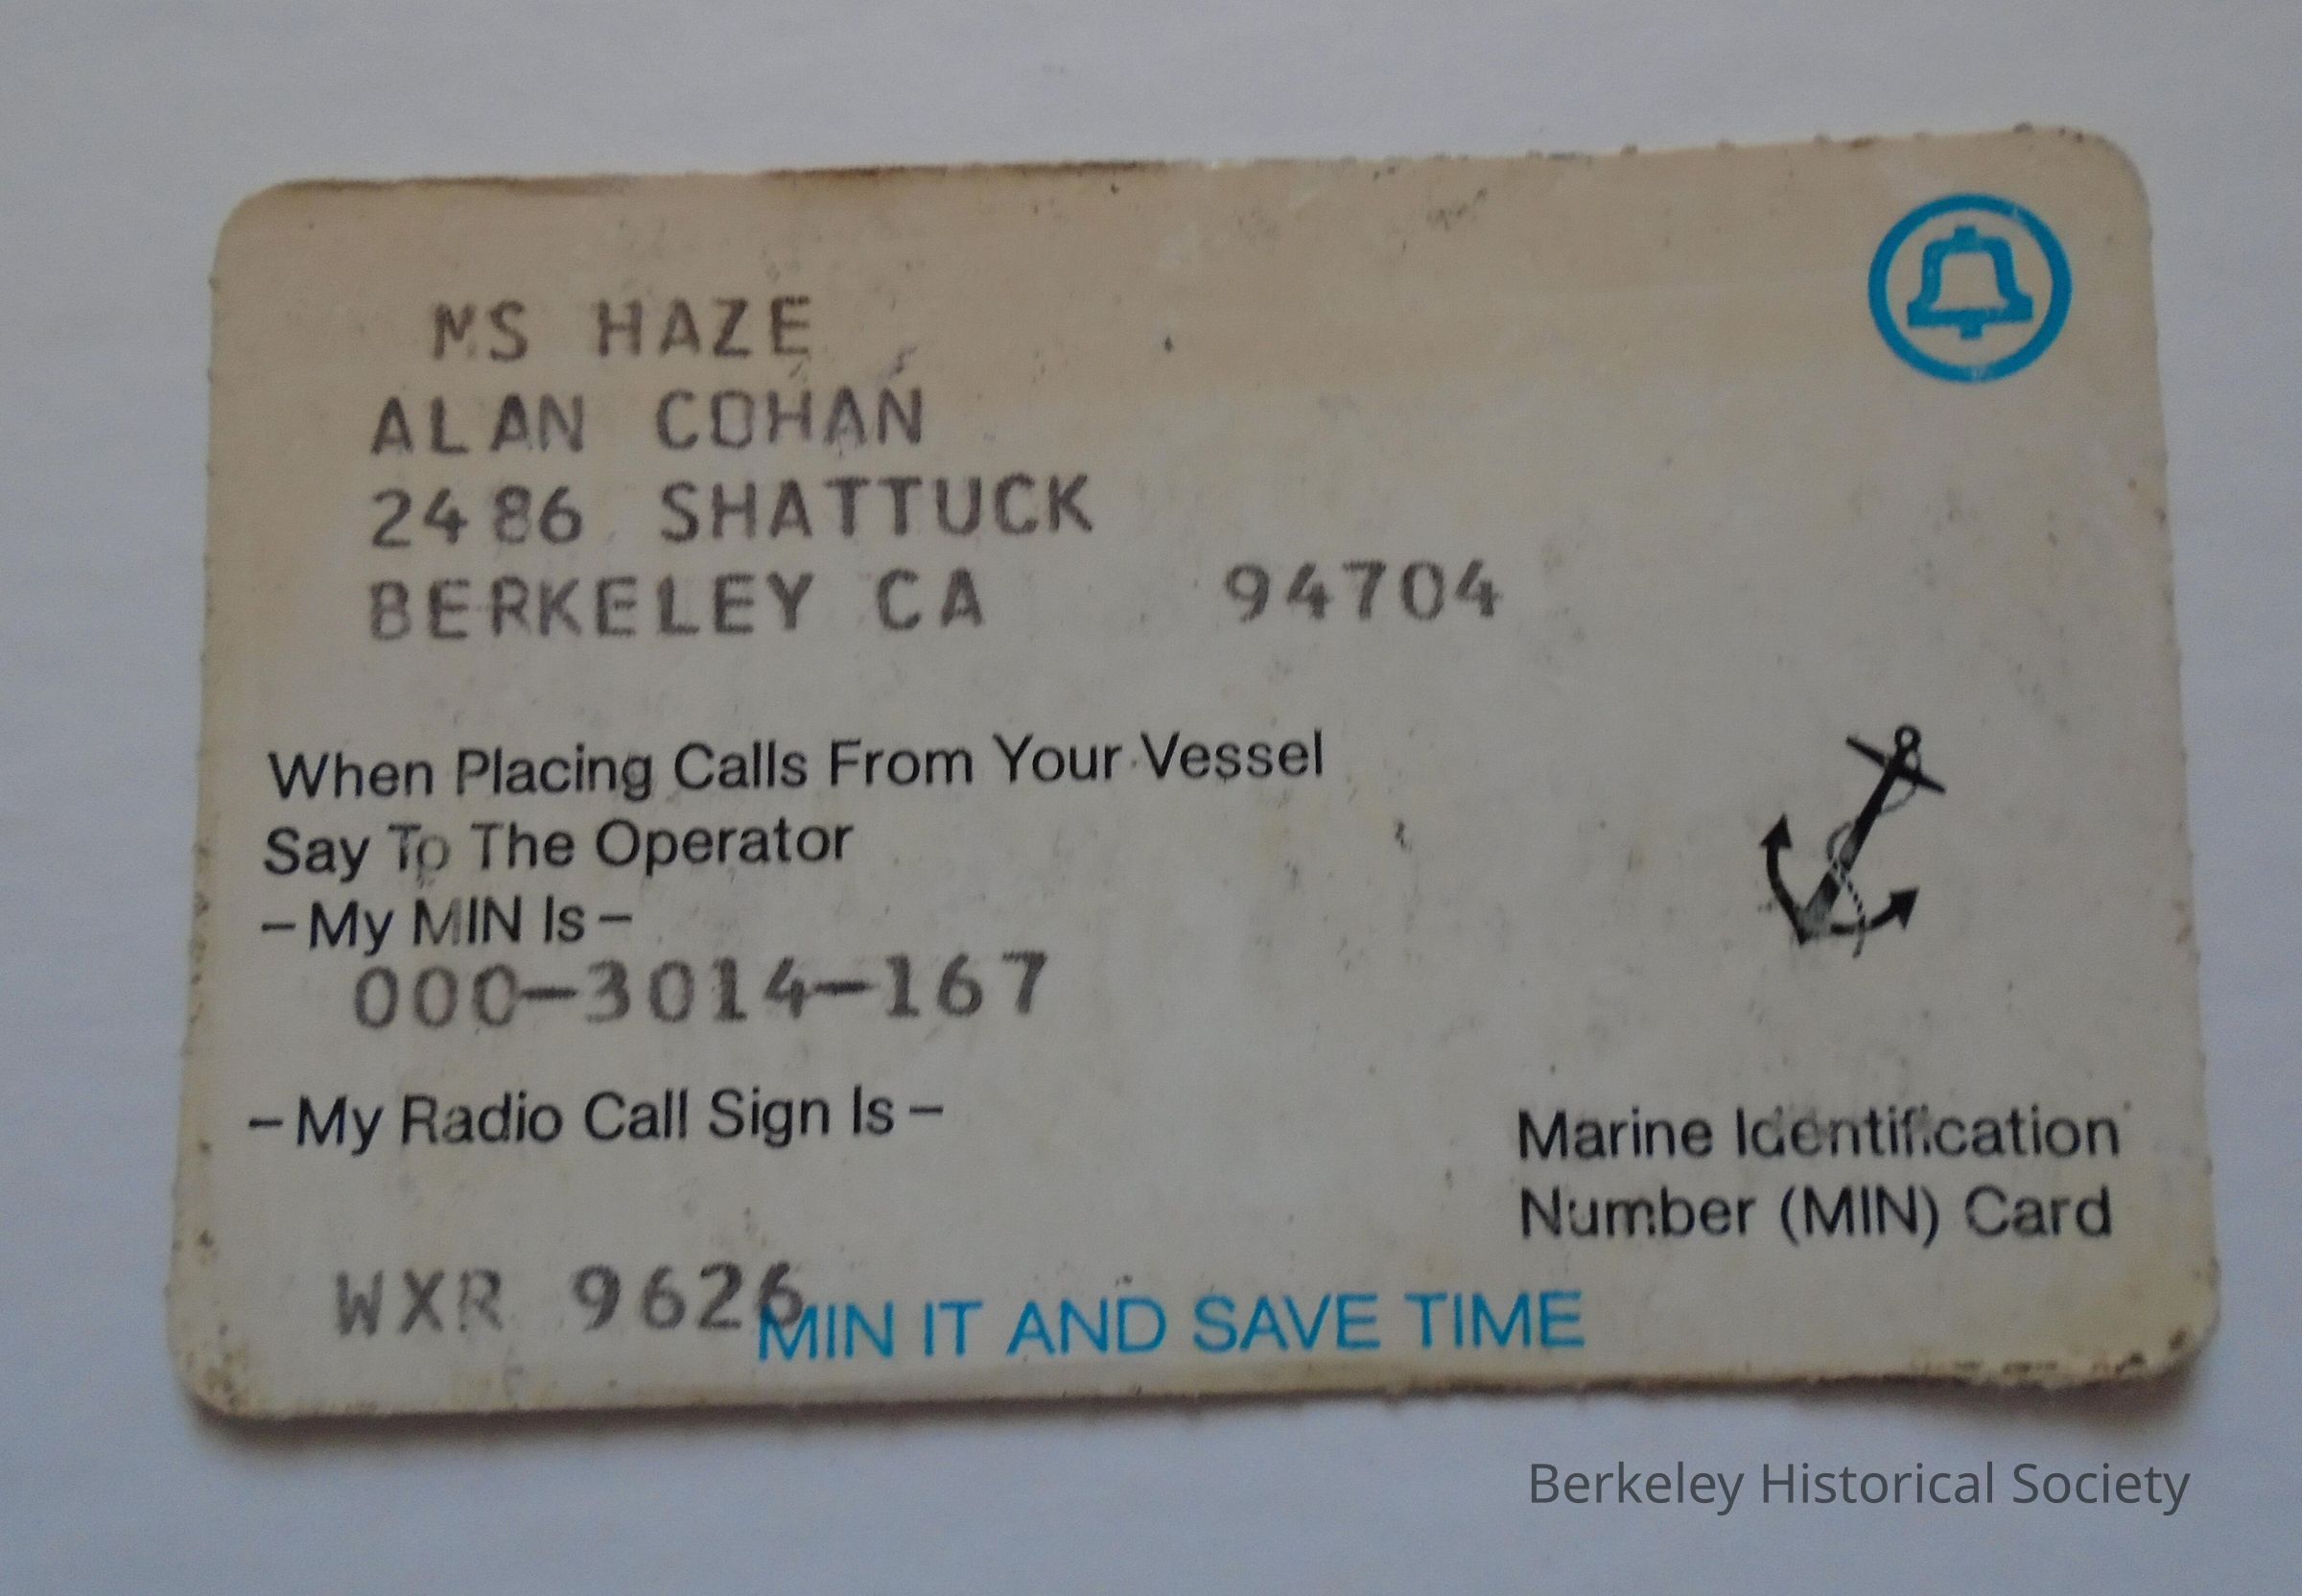 MS HAZE
ALAN COHAN
2486 SHATTUCK
BERKELEY CA 94704
When Placing Calls From Your Vessel
Say To The Operator
–My MIN Is–
000–3014–167
–My Radio Call Sign Is–
WXR 9626
Marine Identification
Number (MIN) Card
MIN IT AND SAVE TIME
Berkeley Historical Society